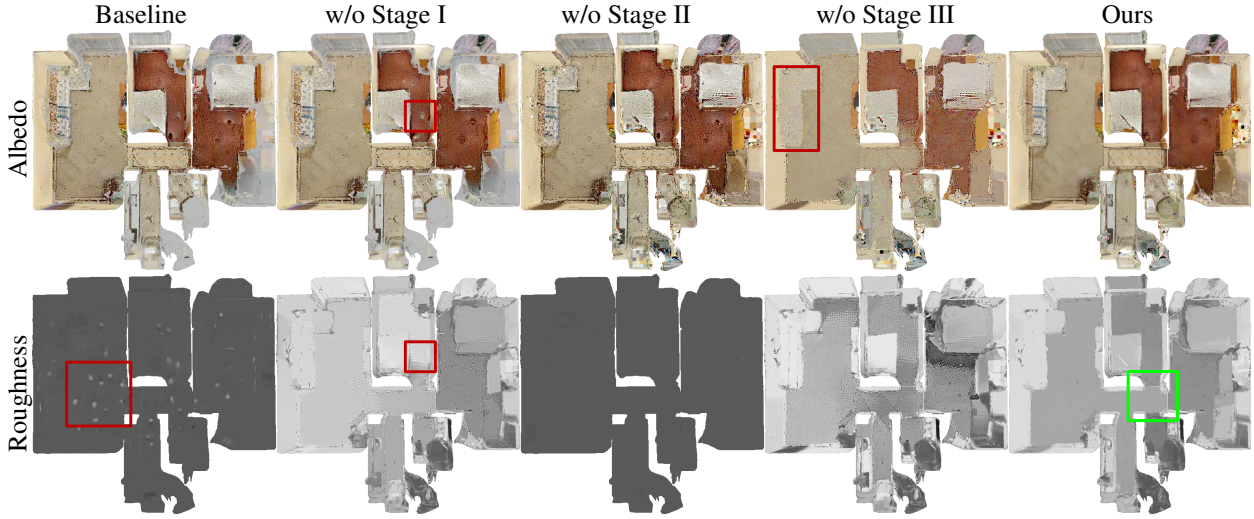 Baseline
w/o Stage I
w/o Stage II
w/o Stage III
Ours
Albedo
Roughness